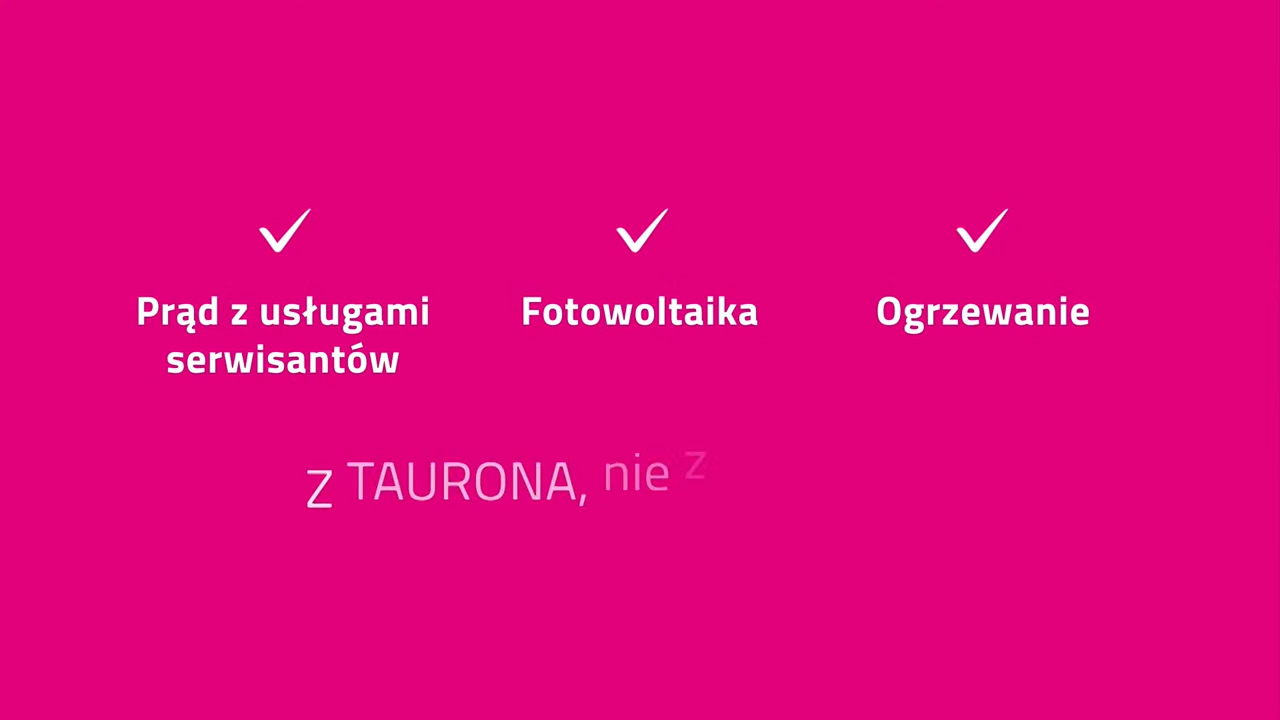 Prąd z usługami
serwisantów
Fotowoltaika
Ogrzewanie
Z TAURONA, nie z